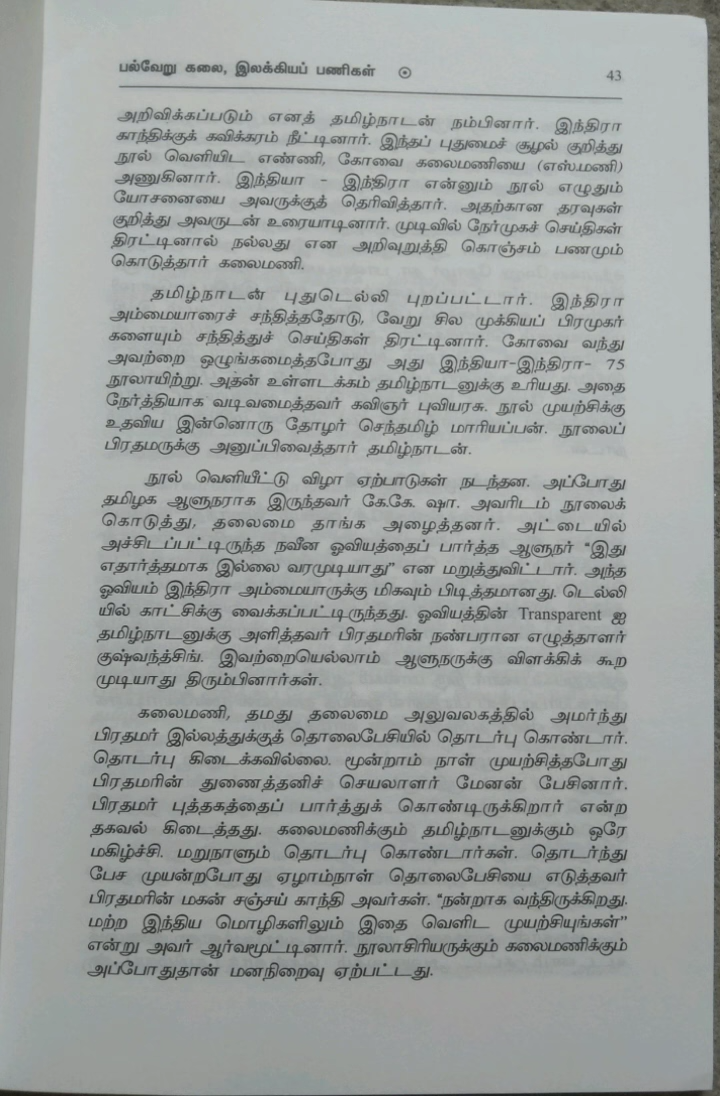 பல்வேறு கலை, இலக்கியப் பணிகள் ⊙ 43
அறிவிக்கப்படும் எனத் தமிழ்நாடன் நம்பினார். இந்திரா
காந்திக்குக் கவிக்கரம் நீட்டினார். இந்தப் புதுமைச் சூழல் குறித்து
நூல் வெளியிட எண்ணி, கோவை கலைமணியை (எஸ்.மணி)
அணுகினார். இந்தியா - இந்திரா என்னும் நூல் எழுதும்
யோசனையை அவருக்குத் தெரிவித்தார். அதற்கான தரவுகள்
குறித்து அவருடன் உரையாடினார். முடிவில் நேர்முகச் செய்திகள்
திரட்டினால் நல்லது என அறிவுறுத்தி கொஞ்சம் பணமும்
கொடுத்தார் கலைமணி.
தமிழ்நாடன் புதுடெல்லி புறப்பட்டார். இந்திரா
அம்மையாரைச் சந்தித்ததோடு, வேறு சில முக்கியப் பிரமுகர்
களையும் சந்தித்துச் செய்திகள் திரட்டினார். கோவை வந்து
அவற்றை ஒழுங்கமைத்தபோது அது இந்தியா-இந்திரா- 75
நூலாயிற்று. அதன் உள்ளடக்கம் தமிழ்நாடனுக்கு உரியது. அதை
நேர்த்தியாக வடிவமைத்தவர் கவிஞர் புவியரசு. நூல் முயற்சிக்கு
உதவிய இன்னொரு தோழர் செந்தமிழ் மாரியப்பன். நூலைப்
பிரதமருக்கு அனுப்பிவைத்தார் தமிழ்நாடன்.
நூல் வெளியீட்டு விழா ஏற்பாடுகள் நடந்தன. அப்போது
தமிழக ஆளுநராக இருந்தவர் கே.கே. ஷா. அவரிடம் நூலைக்
கொடுத்து, தலைமை தாங்க அழைத்தனர். அட்டையில்
அச்சிடப்பட்டிருந்த நவீன ஓவியத்தைப் பார்த்த ஆளுநர் “இது
எதார்த்தமாக இல்லை வரமுடியாது” என மறுத்துவிட்டார். அந்த
ஓவியம் இந்திரா அம்மையாருக்கு மிகவும் பிடித்தமானது. டெல்லி
யில் காட்சிக்கு வைக்கப்பட்டிருந்தது. ஓவியத்தின் Transparent ஐ
தமிழ்நாடனுக்கு அளித்தவர் பிரதமரின் நண்பரான எழுத்தாளர்
குஷ்வந்த்சிங். இவற்றையெல்லாம் ஆளுநருக்கு விளக்கிக் கூற
முடியாது திரும்பினார்கள்.
கலைமணி, தமது தலைமை அலுவலகத்தில் அமர்ந்து
பிரதமர் இல்லத்துக்குத் தொலைபேசியில் தொடர்பு கொண்டார்.
தொடர்பு கிடைக்கவில்லை. மூன்றாம் நாள் முயற்சித்தபோது
பிரதமரின் துணைத்தனிச் செயலாளர் மேனன் பேசினார்.
பிரதமர் புத்தகத்தைப் பார்த்துக் கொண்டிருக்கிறார் என்ற
தகவல் கிடைத்தது. கலைமணிக்கும் தமிழ்நாடனுக்கும் ஒரே
மகிழ்ச்சி. மறுநாளும் தொடர்பு கொண்டார்கள். தொடர்ந்து
பேச முயன்றபோது ஏழாம்நாள் தொலைபேசியை எடுத்தவர்
பிரதமரின் மகன் சஞ்சய் காந்தி அவர்கள். “நன்றாக வந்திருக்கிறது.
மற்ற இந்திய மொழிகளிலும் இதை வெளிட முயற்சியுங்கள்”
என்று அவர் ஆர்வமூட்டினார். நூலாசிரியருக்கும் கலைமணிக்கும்
அப்போதுதான் மனநிறைவு ஏற்பட்டது.